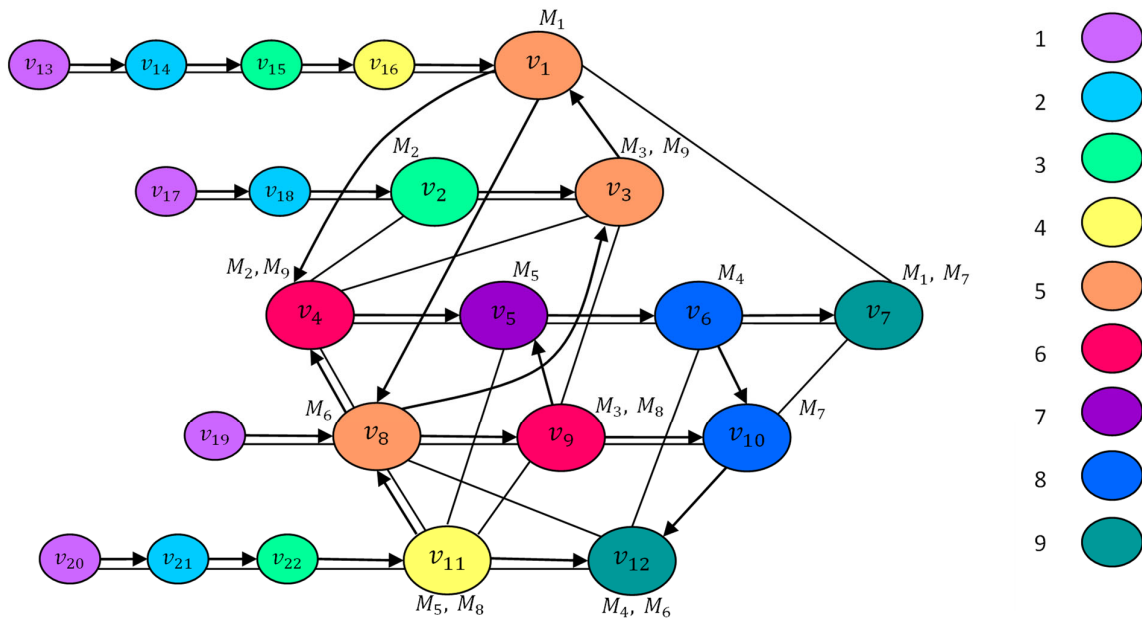 M₁
v₁₃ v₁₄ v₁₅ v₁₆ v₁
M₂ M₃, M₉
v₁₇ v₁₈ v₂ v₃
M₂, M₉ M₅ M₄ M₁, M₇
v₄ v₅ v₆ v₇
M₆ M₃, M₈ M₇
v₁₉ v₈ v₉ v₁₀
v₂₀ v₂₁ v₂₂ v₁₁ v₁₂
M₅, M₈ M₄, M₆
1
2
3
4
5
6
7
8
9